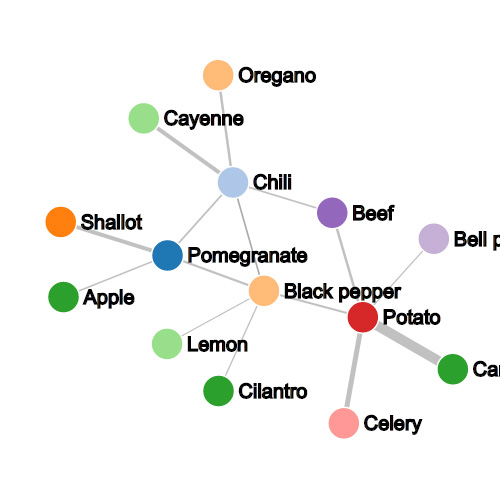 Oregano
Cayenne
Chili
Beef
Shallot
Bell p
Pomegranate
Black pepper
Apple
Potato
Lemon
Car
Cilantro
Celery